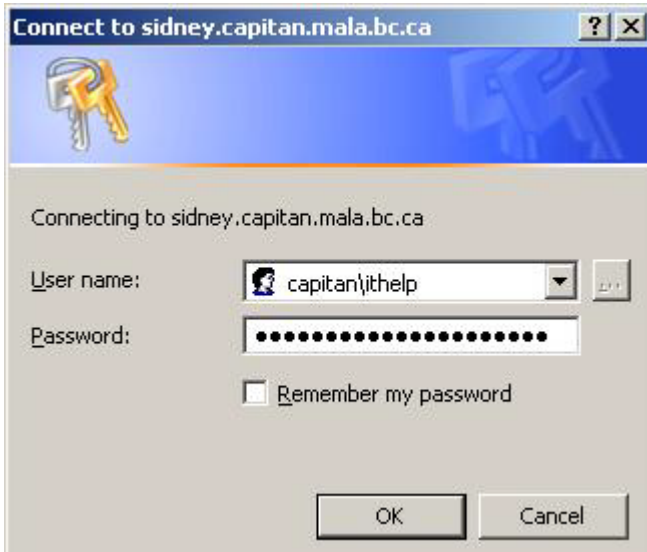 Connect to sidney.capitan.mala.bc.ca
Connecting to sidney.capitan.mala.bc.ca
User name: capitan\ithelp ...
Password: ●●●●●●●●●●●●●●●●●●●●●
Remember my password
OK Cancel